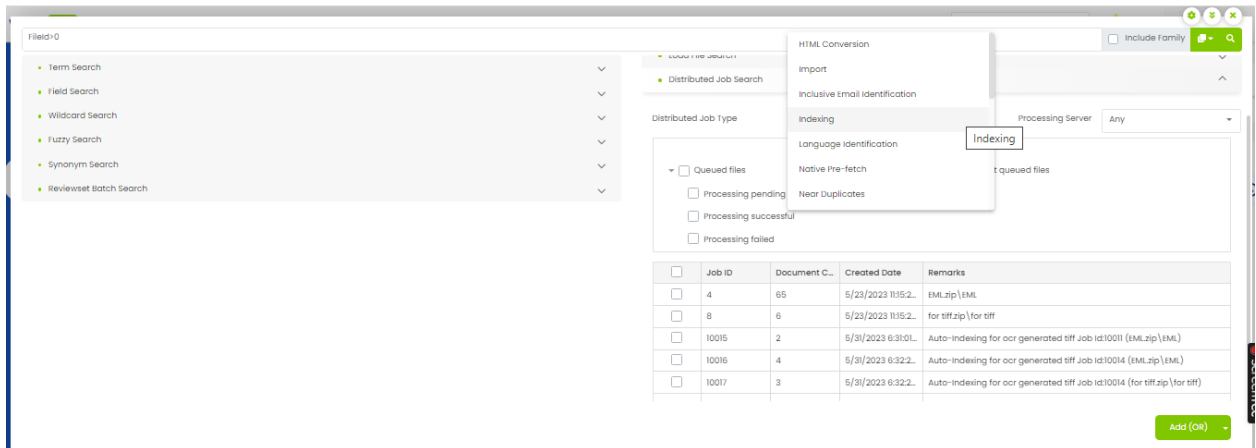 FileId>0
Include Family
Term Search
Field Search
Wildcard Search
Fuzzy Search
Synonym Search
Reviewset Batch Search
Load File Search
Distributed Job Search
Distributed Job Type
HTML Conversion
Import
Inclusive Email Identification
Indexing
Language Identification
Native Pre-fetch
Near Duplicates
Indexing
Processing Server Any
Queued files
queued files
Processing pending
Processing successful
Processing failed
Job ID Document C... Created Date Remarks
4 65 5/23/2023 11:15:2... EML.zip\EML
8 6 5/23/2023 11:15:2... for tiff.zip\for tiff
10015 2 5/31/2023 6:31:01... Auto-Indexing for ocr generated tiff Job Id:10011 (EML.zip\EML)
10016 4 5/31/2023 6:32:2... Auto-Indexing for ocr generated tiff Job Id:10014 (EML.zip\EML)
10017 3 5/31/2023 6:32:2... Auto-Indexing for ocr generated tiff Job Id:10014 (for tiff.zip\for tiff)
Add (OR)